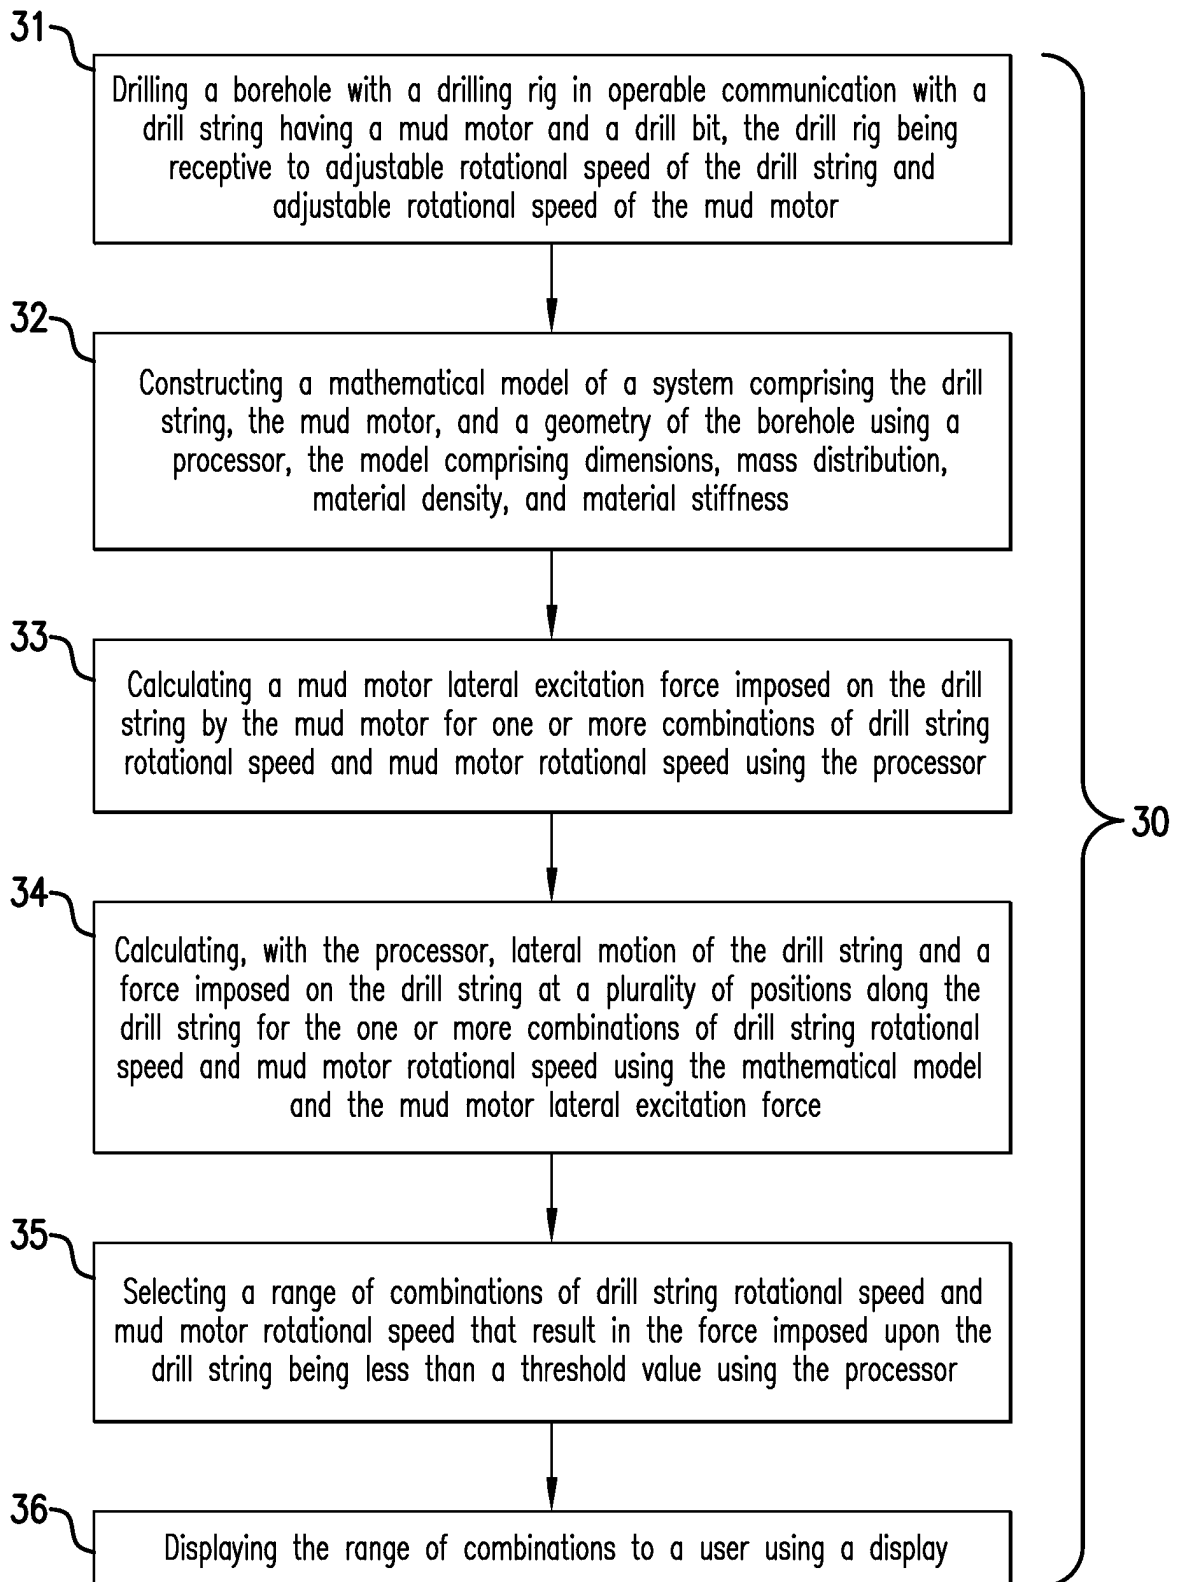 31
Drilling a borehole with a drilling rig in operable communication with a
drill string having a mud motor and a drill bit, the drill rig being
receptive to adjustable rotational speed of the drill string and
adjustable rotational speed of the mud motor
32
Constructing a mathematical model of a system comprising the drill
string, the mud motor, and a geometry of the borehole using a
processor, the model comprising dimensions, mass distribution,
material density, and material stiffness
33
Calculating a mud motor lateral excitation force imposed on the drill
string by the mud motor for one or more combinations of drill string
rotational speed and mud motor rotational speed using the processor
30
34
Calculating, with the processor, lateral motion of the drill string and a
force imposed on the drill string at a plurality of positions along the
drill string for the one or more combinations of drill string rotational
speed and mud motor rotational speed using the mathematical model
and the mud motor lateral excitation force
35
Selecting a range of combinations of drill string rotational speed and
mud motor rotational speed that result in the force imposed upon the
drill string being less than a threshold value using the processor
36
Displaying the range of combinations to a user using a display